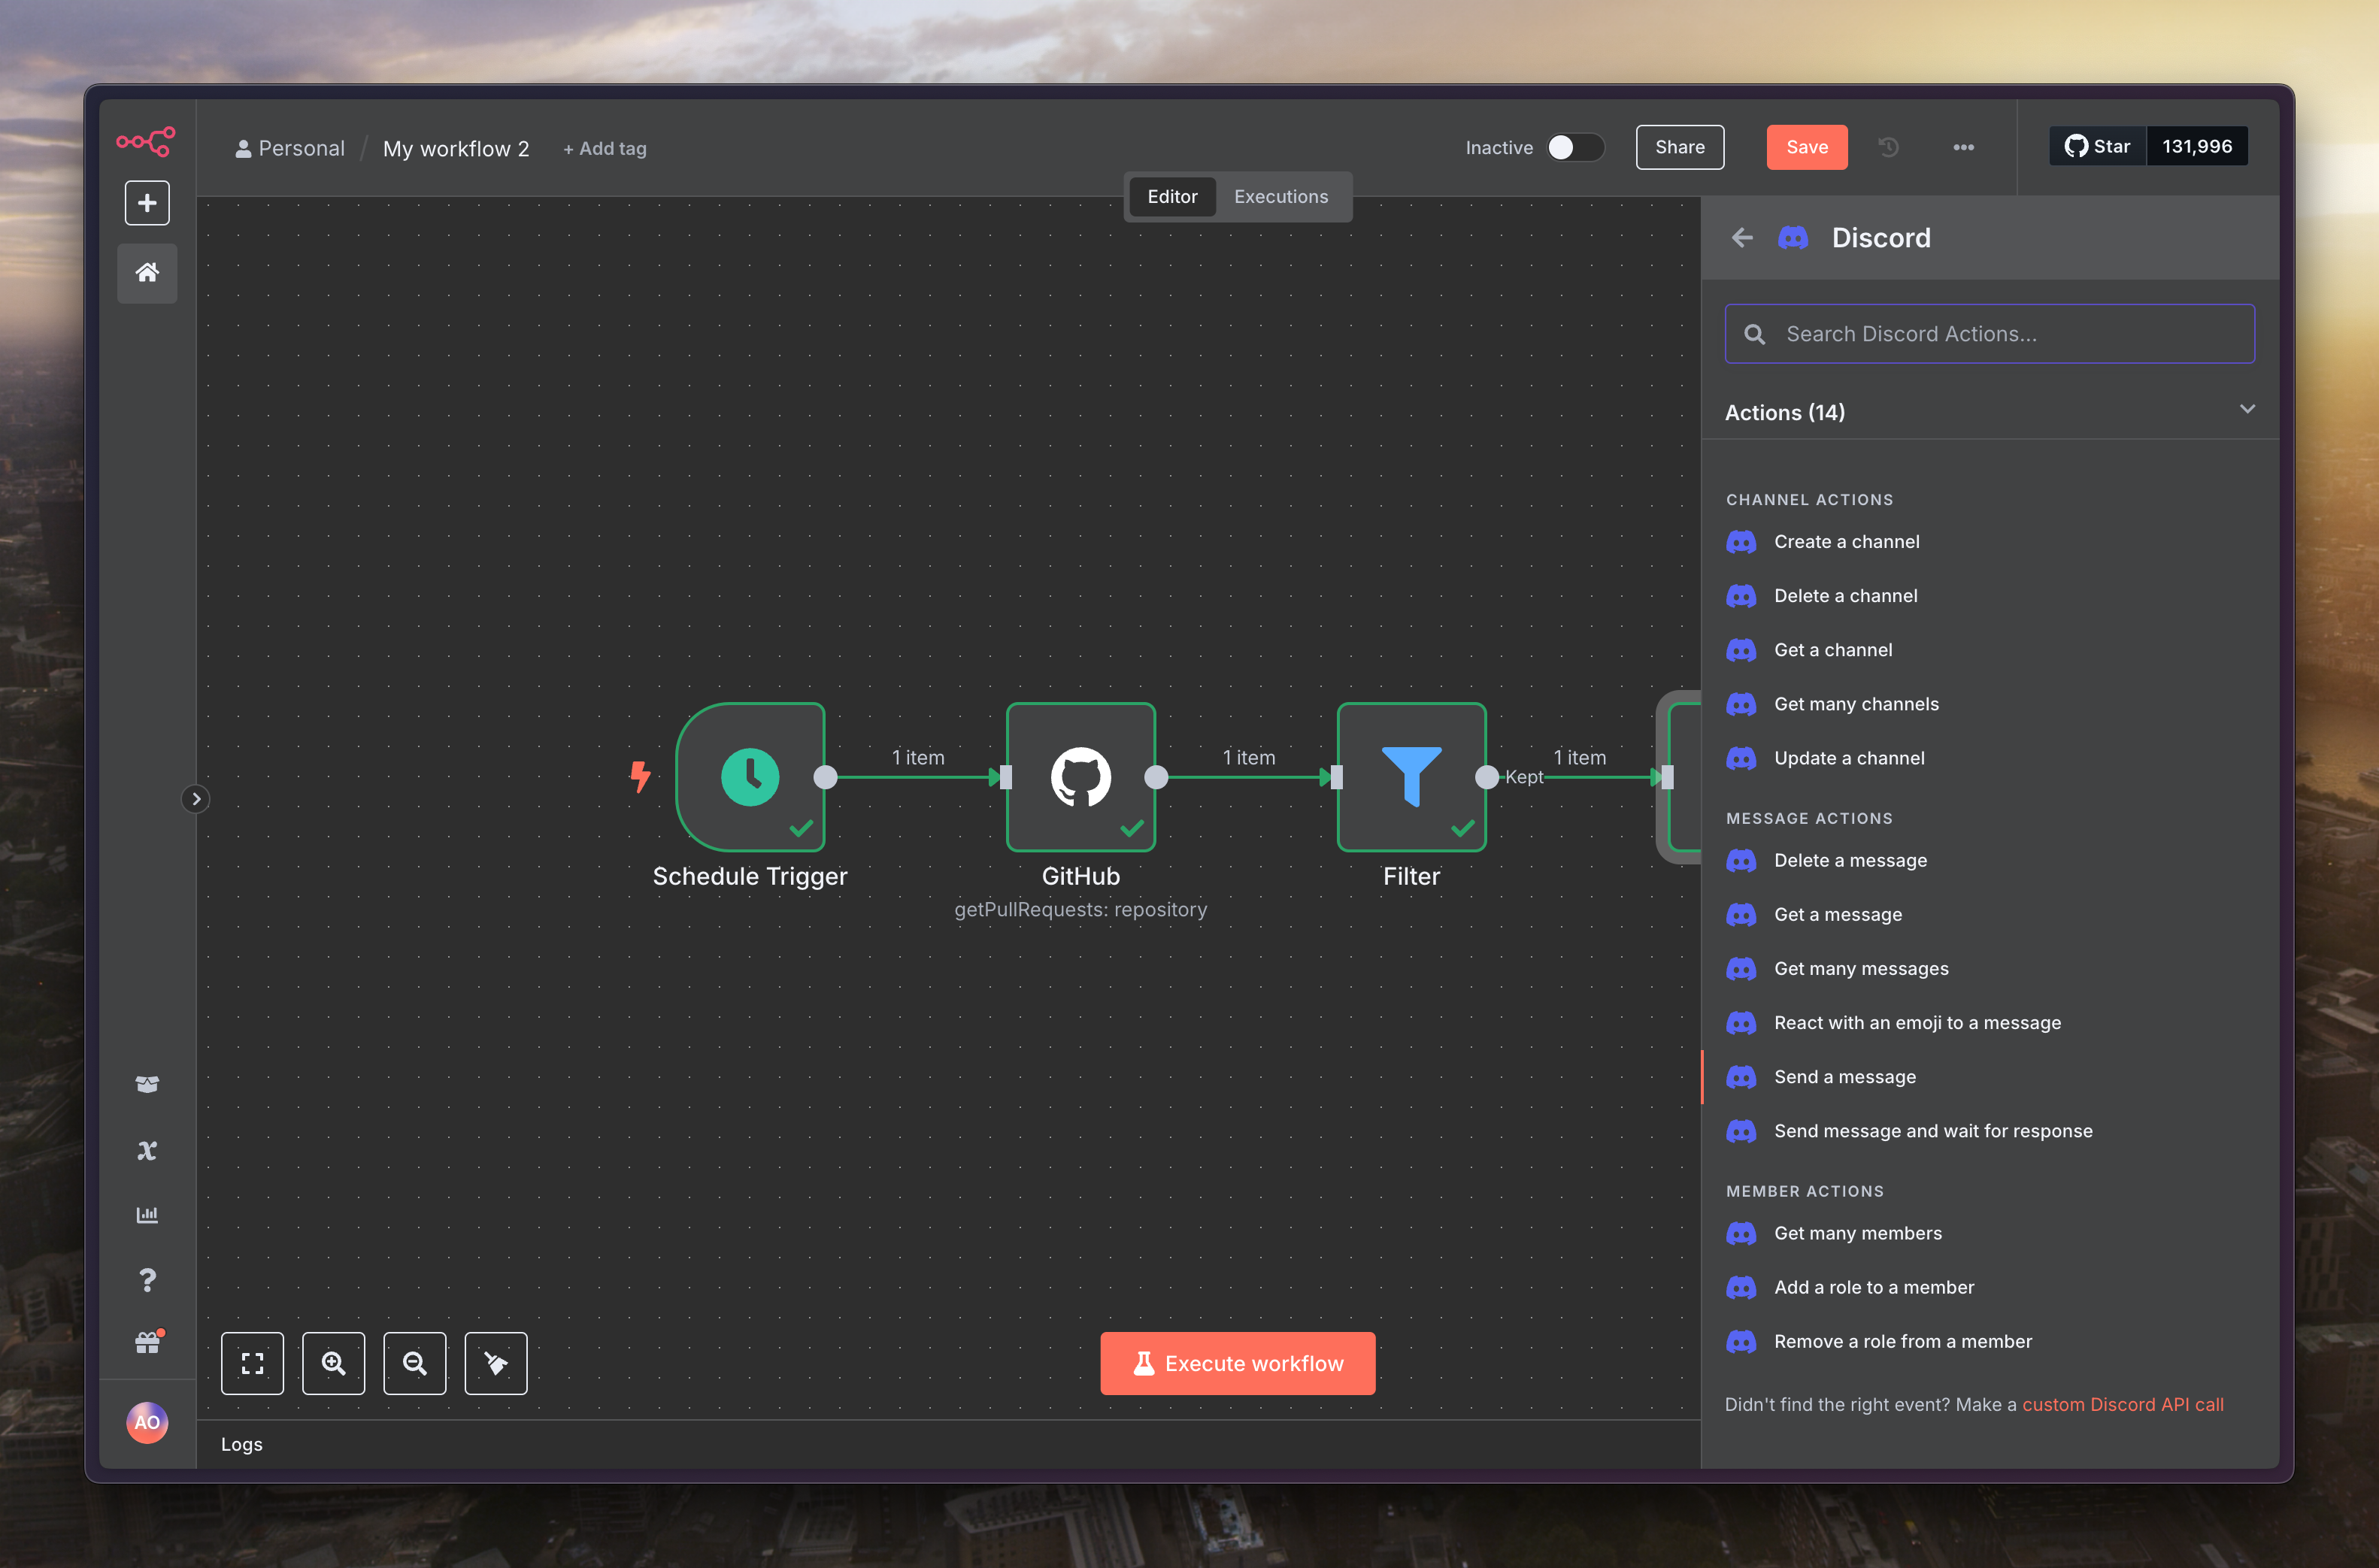 Personal / My workflow 2 + Add tag
Inactive
Share
Save
Star 131,996
Editor Executions
1 item
1 item
Kept
1 item
Schedule Trigger
GitHub
getPullRequests: repository
Filter
Execute workflow
AO
Logs
Discord
Search Discord Actions...
Actions (14)
CHANNEL ACTIONS
Create a channel
Delete a channel
Get a channel
Get many channels
Update a channel
MESSAGE ACTIONS
Delete a message
Get a message
Get many messages
React with an emoji to a message
Send a message
Send message and wait for response
MEMBER ACTIONS
Get many members
Add a role to a member
Remove a role from a member
Didn't find the right event? Make a custom Discord API call